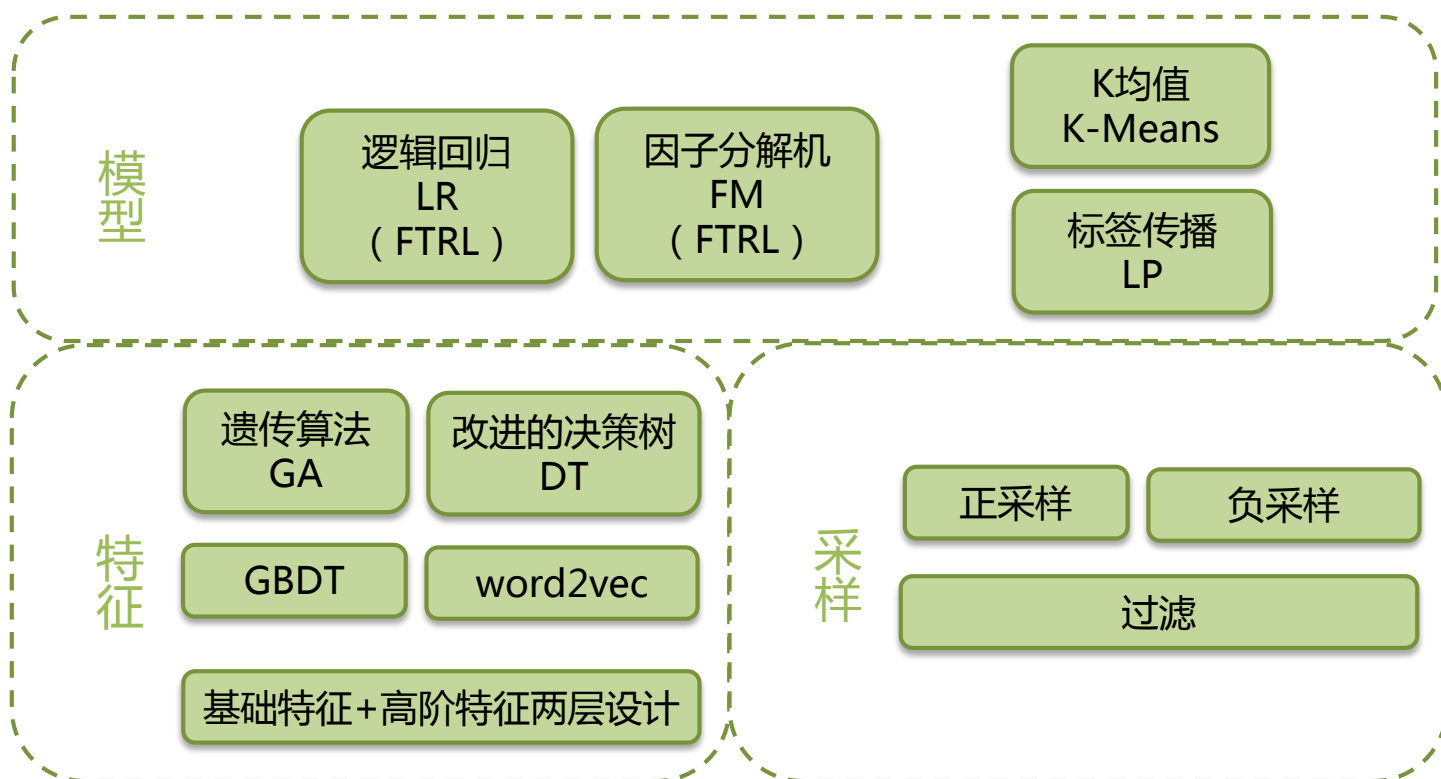 模型
逻辑回归
LR
（FTRL）
因子分解机
FM
（FTRL）
K均值
K-Means
标签传播
LP
特征
遗传算法
GA
改进的决策树
DT
GBDT
word2vec
基础特征+高阶特征两层设计
采样
正采样
负采样
过滤